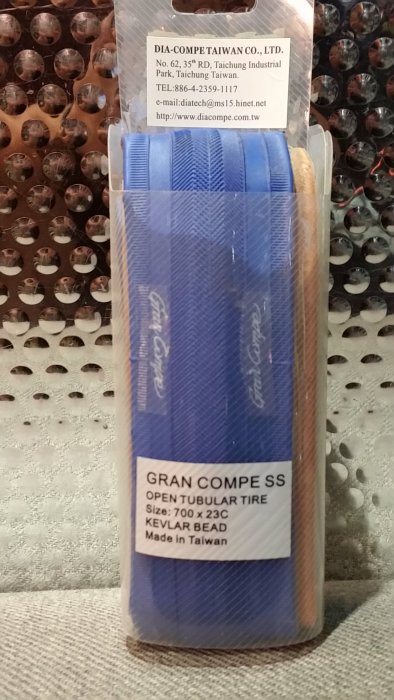 DIA-COMPE TAIWAN CO., LTD.
No. 62, 35th RD, Taichung Industrial
Park, Taichung Taiwan.
TEL:886-4-2359-1117
e-mail:diatech@ms15.hinet.net
http://www.diacompe.com.tw
Gran Compe
Gran Compe
GRAN COMPE SS
OPEN TUBULAR TIRE
Size: 700 x 23C
KEVLAR BEAD
Made in Taiwan